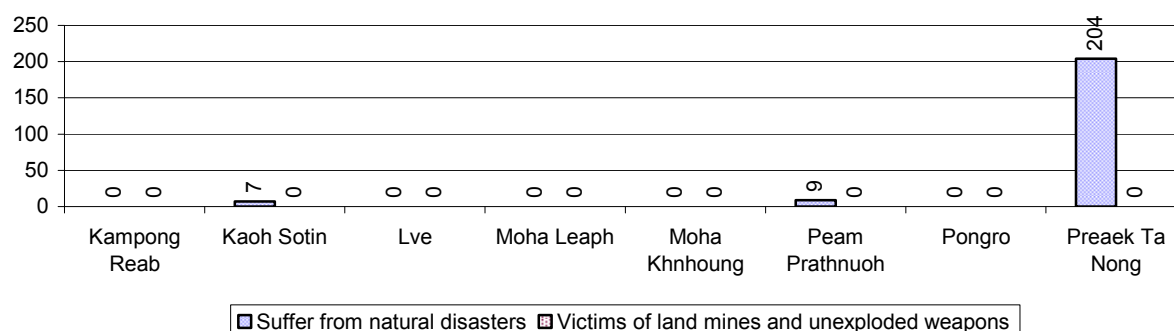 250
200
150
100
50
0
0 0 7 0 0 0 0 0 0 0 9 0 0 0 204 0
Kampong Reab
Kaoh Sotin
Lve
Moha Leaph
Moha Khnhoung
Peam Prathnuoh
Pongro
Preaek Ta Nong
Suffer from natural disasters Victims of land mines and unexploded weapons